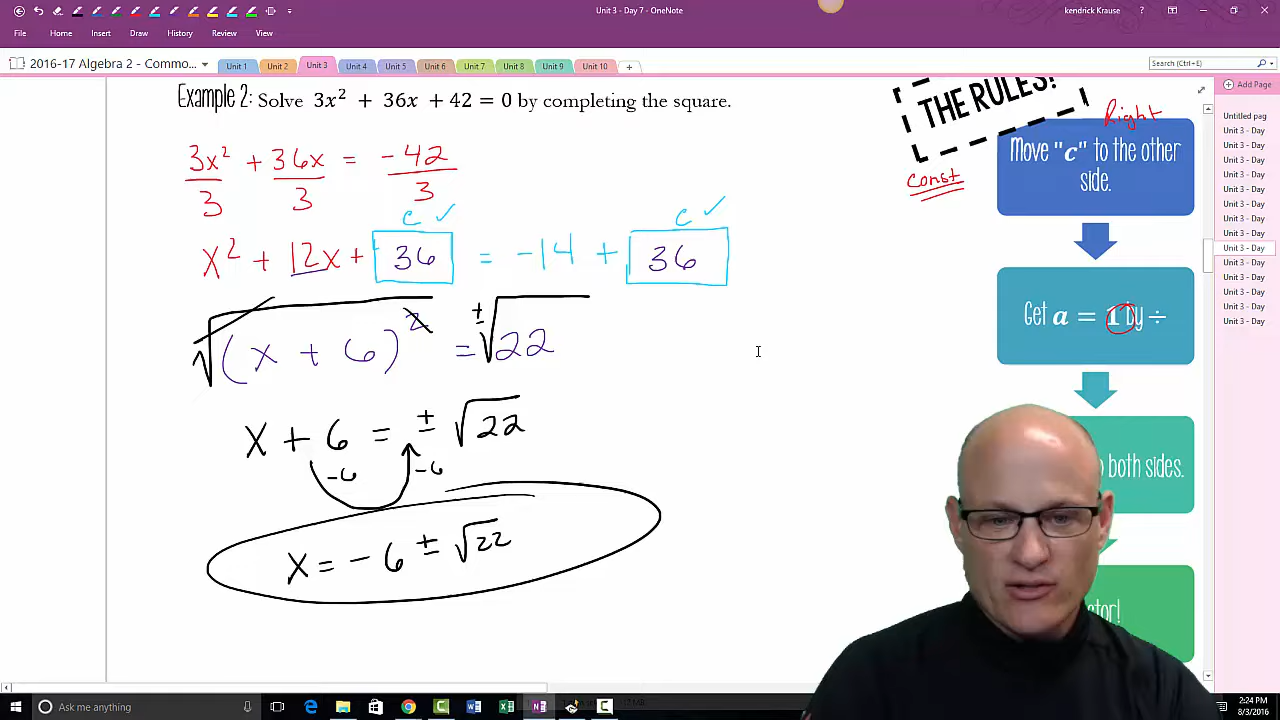 Unit 3 - Day 7 - OneNote
kendrick Krause
?
File Home Insert Draw History Review View
2016-17 Algebra 2 - Commo...
Unit 1 Unit 2 Unit 3 Unit 4 Unit 5 Unit 6 Unit 7 Unit 8 Unit 9 Unit 10 +
Search (Ctrl+E)
Add Page
Untitled pag
Unit 3 - Day
Unit 3 - Day
Unit 3 - Day
Unit 3 - Day
Unit 3 - Day
Unit 3 - Day
Unit 3 - Day
Unit 3 - Day
Unit 3 - Day
Unit 3 - Day
Unit 3 - Day
Unit 3 - Day
Unit 3 - Day
Unit 3 - Day
Example 2: Solve 3x² + 36x + 42 = 0 by completing the square.
3x² + 36x = -42
3 3 3
c ✓ c ✓
x² + 12x + 36 = -14 + 36
√(x + 6)² = ±√22
x + 6 = ± √22
-6 -6
x = -6 ± √22
THE RULES!
Right
const
Move "c" to the other
side.
Get a = 1 by ÷
both sides.
Ask me anything
2:24 PM
8/3/2016